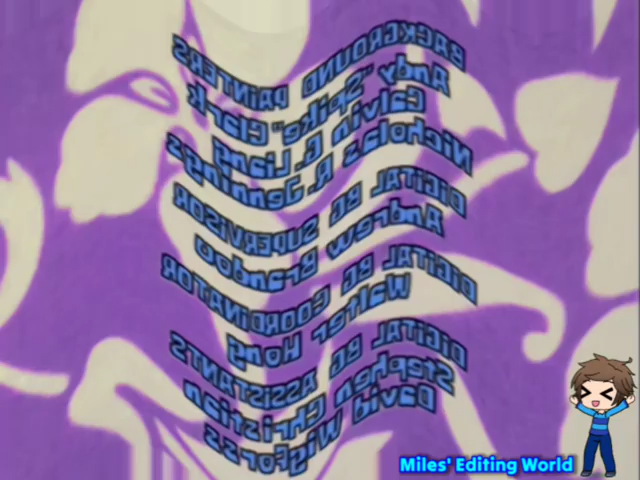 BACKGROUND PAINTERS
Andy "Spike" Clark
Calvin G. Liang
Nicholas R. Jennings
DIGITAL BG SUPERVISOR
Andrew Brandou
DIGITAL BG COORDINATOR
Walter Hong
DIGITAL BG ASSISTANTS
Stephen Christian
David Wigforss
Miles' Editing World